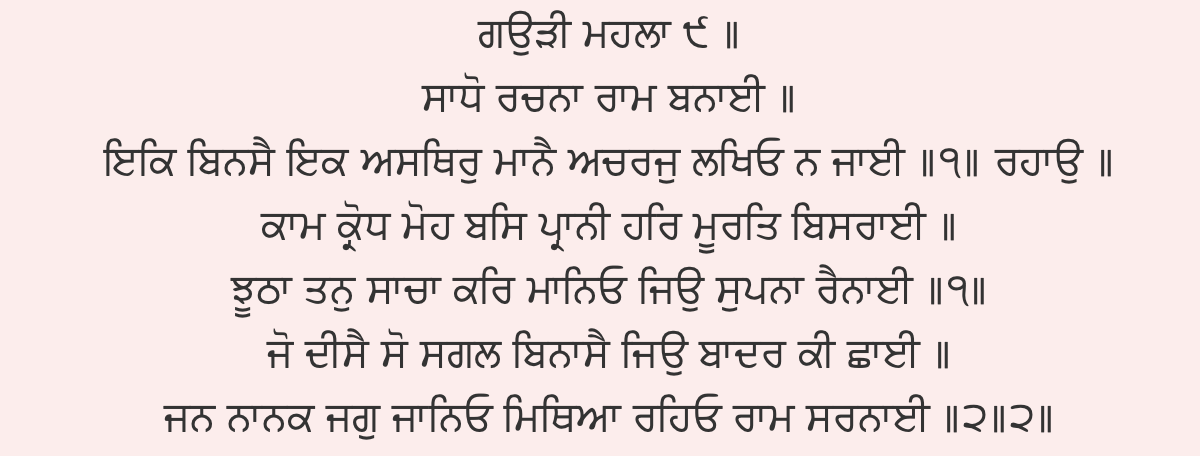 ਗਉੜੀ ਮਹਲਾ ੯ ॥
ਸਾਧੋ ਰਚਨਾ ਰਾਮ ਬਨਾਈ ॥
ਇਕਿ ਬਿਨਸੈ ਇਕ ਅਸਥਿਰੁ ਮਾਨੈ ਅਚਰਜੁ ਲਖਿਓ ਨ ਜਾਈ ॥੧॥ ਰਹਾਉ ॥
ਕਾਮ ਕ੍ਰੋਧ ਮੋਹ ਬਸਿ ਪ੍ਰਾਨੀ ਹਰਿ ਮੂਰਤਿ ਬਿਸਰਾਈ ॥
ਝੂਠਾ ਤਨੁ ਸਾਚਾ ਕਰਿ ਮਾਨਿਓ ਜਿਉ ਸੁਪਨਾ ਰੈਨਾਈ ॥੧॥
ਜੋ ਦੀਸੈ ਸੋ ਸਗਲ ਬਿਨਾਸੈ ਜਿਉ ਬਾਦਰ ਕੀ ਛਾਈ ॥
ਜਨ ਨਾਨਕ ਜਗੁ ਜਾਨਿਓ ਮਿਥਿਆ ਰਹਿਓ ਰਾਮ ਸਰਨਾਈ ॥੨॥੨॥